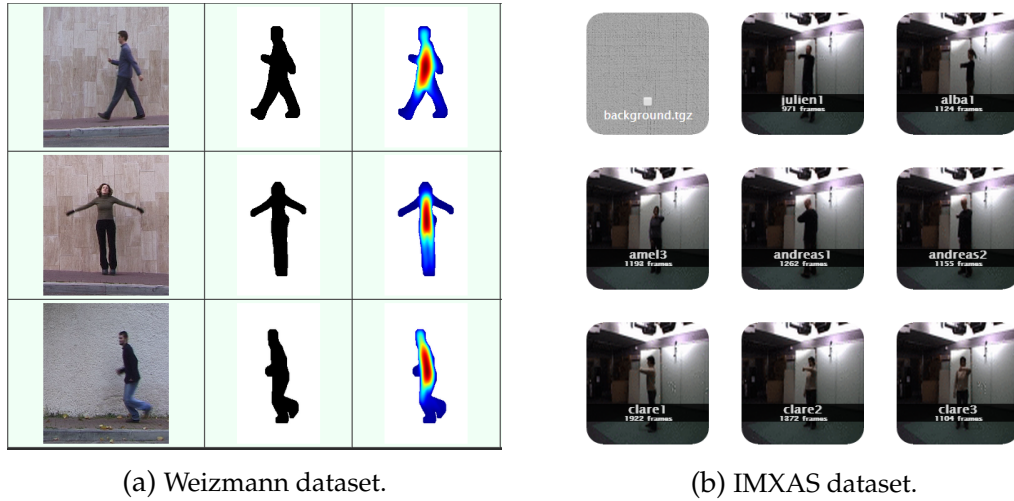 background.tgz
julien1
971 frames
alba1
1124 frames
amel3
1193 frames
andreas1
1262 frames
andreas2
1155 frames
clare1
1922 frames
clare2
1372 frames
clare3
1104 frames
(a) Weizmann dataset.
(b) IMXAS dataset.